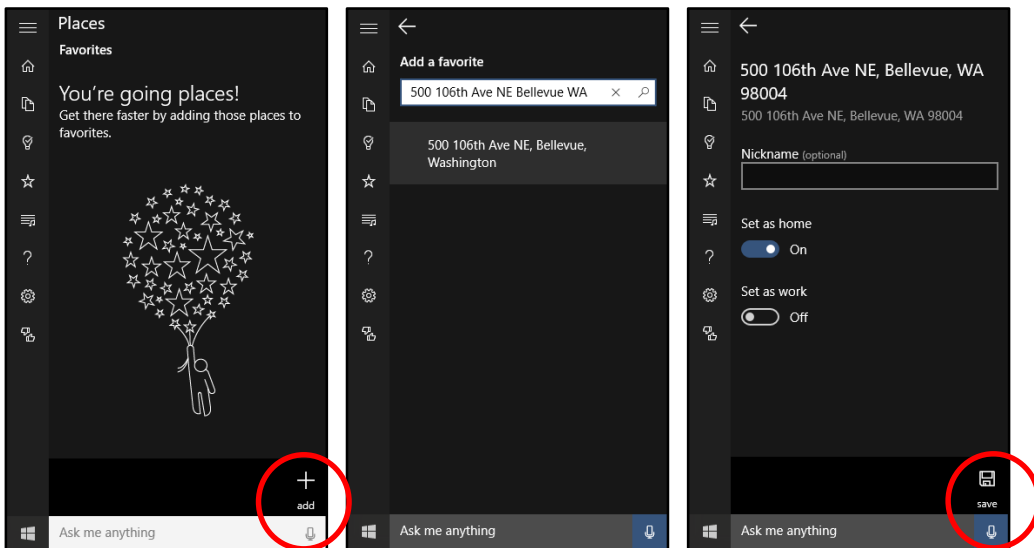 Places
Favorites
You're going places!
Get there faster by adding those places to
favorites.
add
Ask me anything
Add a favorite
500 106th Ave NE Bellevue WA
500 106th Ave NE, Bellevue,
Washington
Ask me anything
500 106th Ave NE, Bellevue, WA
98004
500 106th Ave NE, Bellevue, WA 98004
Nickname (optional)
Set as home
On
Set as work
Off
save
Ask me anything